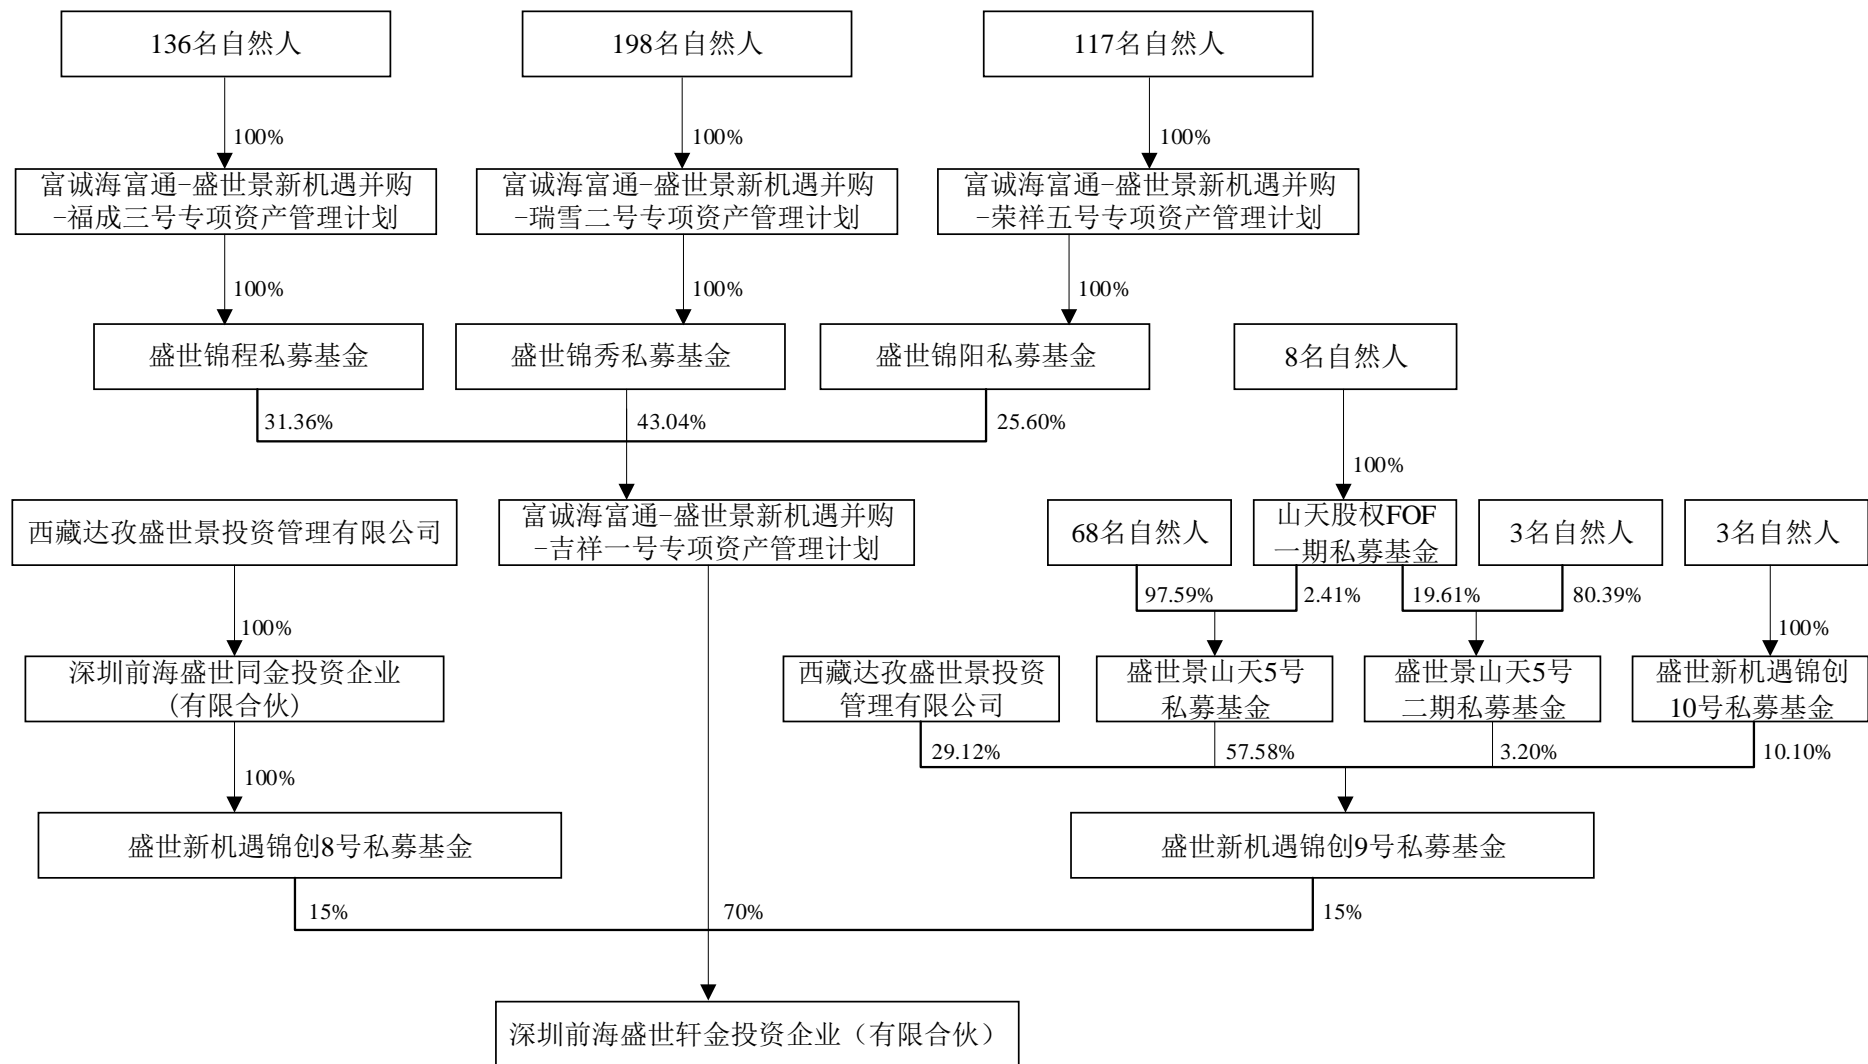 136名自然人
198名自然人
117名自然人
100%
100%
100%
富诚海富通-盛世景新机遇并购
-福成三号专项资产管理计划
富诚海富通-盛世景新机遇并购
-瑞雪二号专项资产管理计划
富诚海富通-盛世景新机遇并购
-荣祥五号专项资产管理计划
100%
100%
100%
盛世锦程私募基金
盛世锦秀私募基金
盛世锦阳私募基金
8名自然人
31.36%
43.04%
25.60%
100%
西藏达孜盛世景投资管理有限公司
富诚海富通-盛世景新机遇并购
-吉祥一号专项资产管理计划
68名自然人
山天股权FOF
一期私募基金
3名自然人
3名自然人
97.59%
2.41%
19.61%
80.39%
100%
100%
深圳前海盛世同金投资企业
(有限合伙)
西藏达孜盛世景投资
管理有限公司
盛世景山天5号
私募基金
盛世景山天5号
二期私募基金
盛世新机遇锦创
10号私募基金
29.12%
57.58%
3.20%
10.10%
100%
盛世新机遇锦创8号私募基金
盛世新机遇锦创9号私募基金
15%
70%
15%
深圳前海盛世轩金投资企业（有限合伙）